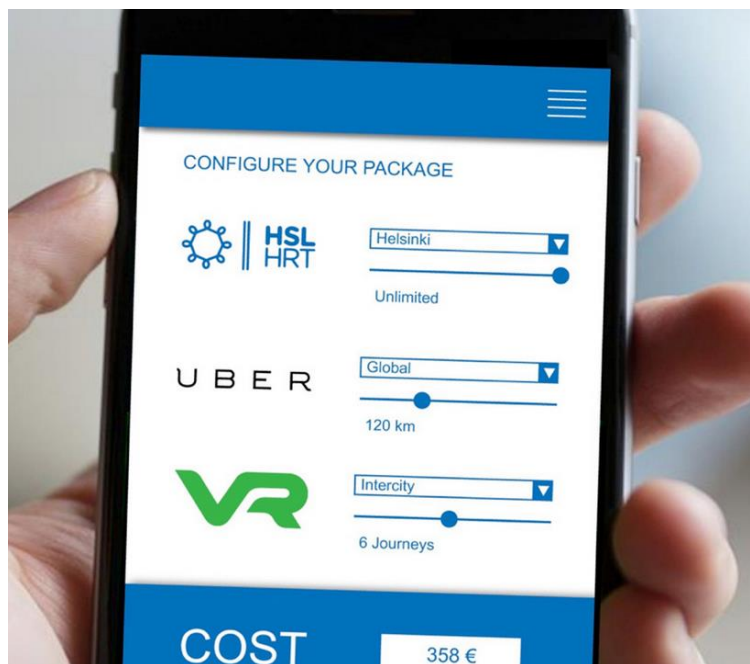 CONFIGURE YOUR PACKAGE
HSL
HRT
Helsinki
Unlimited
UBER
Global
120 km
VR
Intercity
6 Journeys
COST
358 €